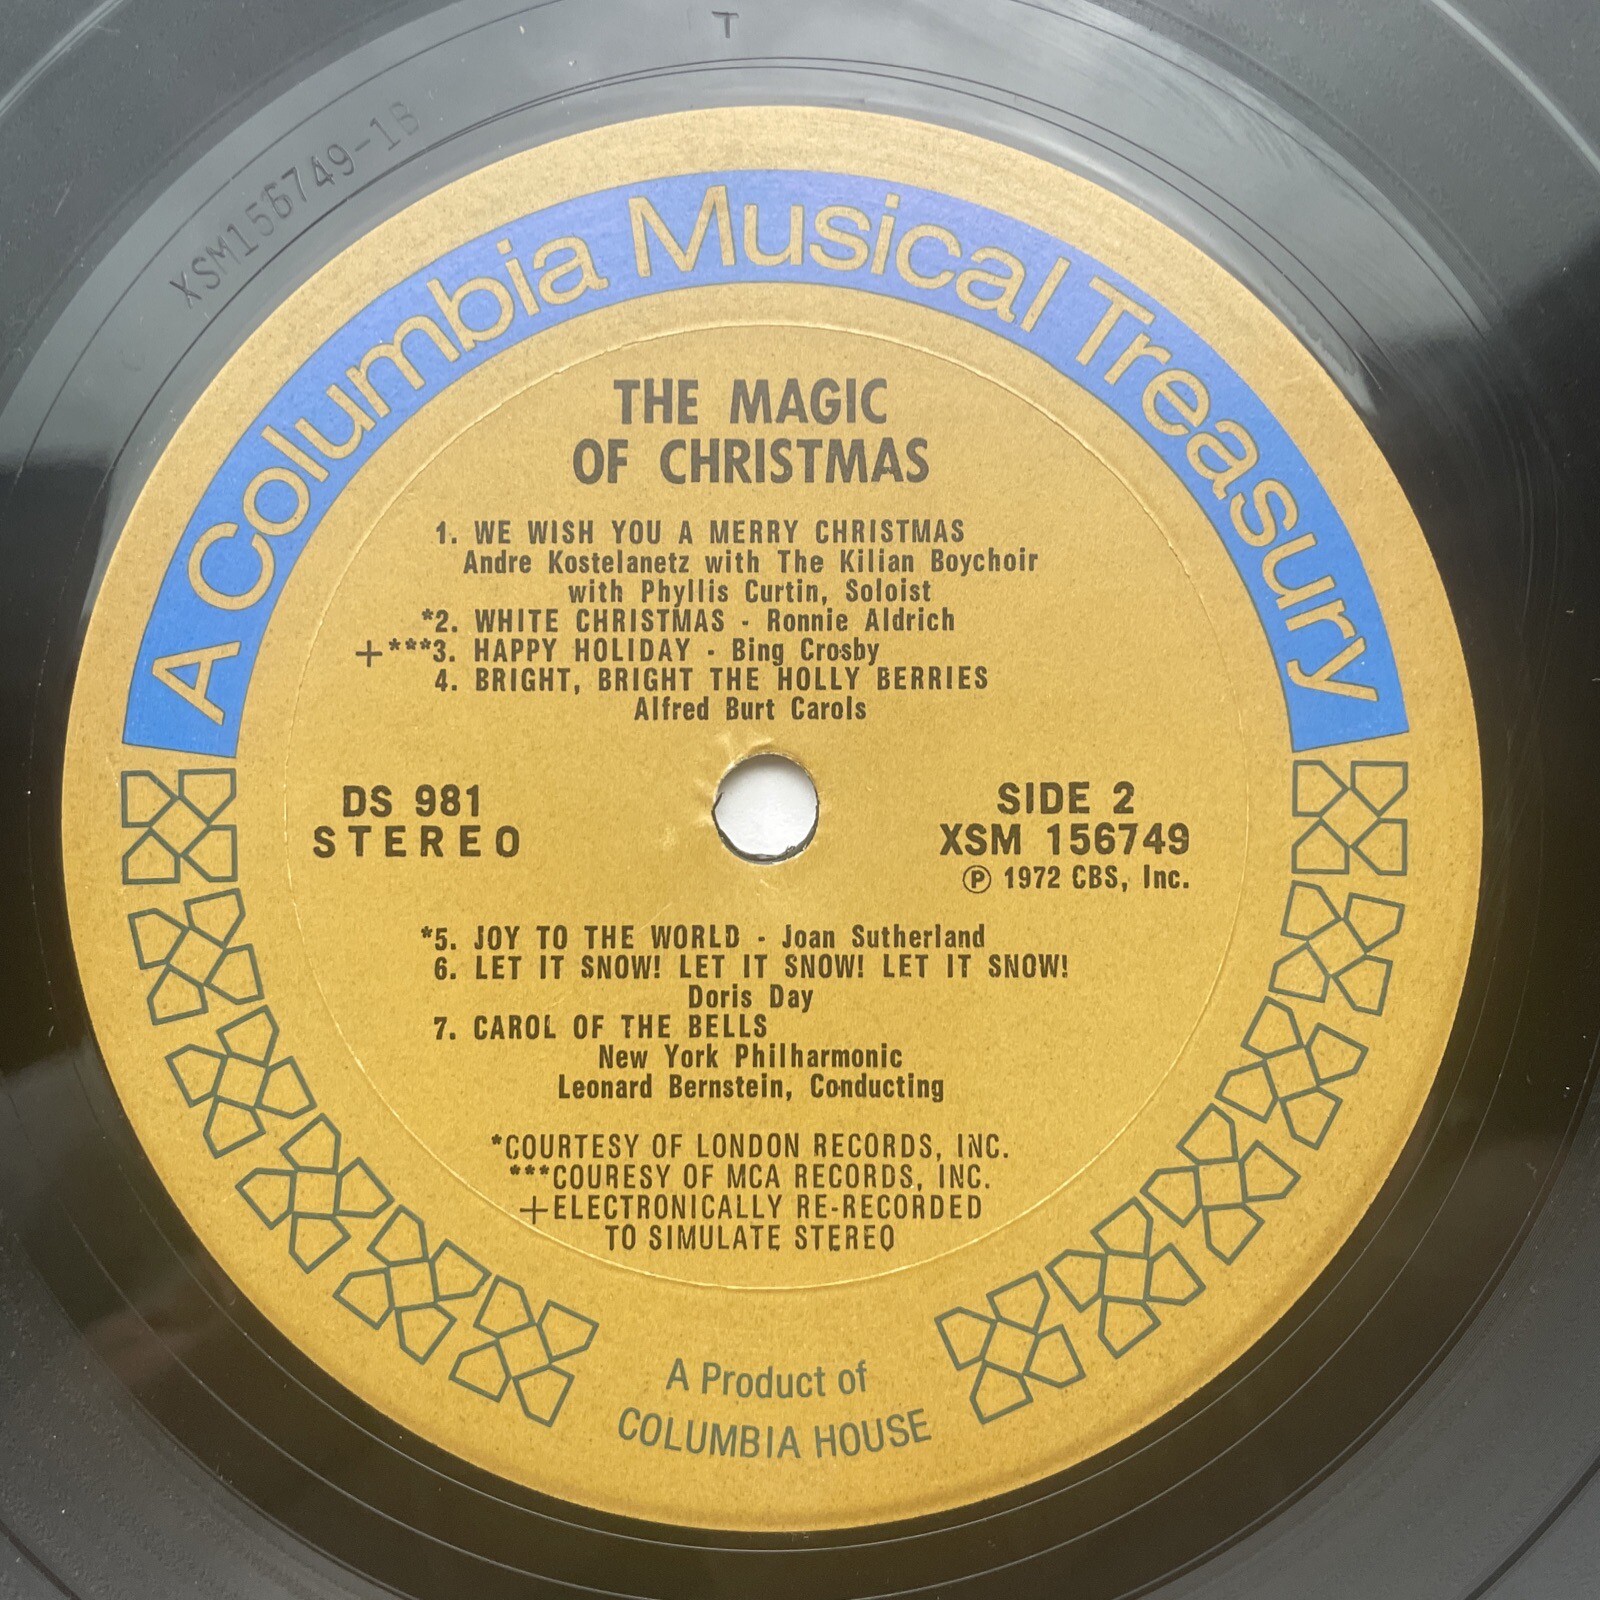 T
XSM156749-1B
A Columbia Musical Treasury
THE MAGIC
OF CHRISTMAS
1. WE WISH YOU A MERRY CHRISTMAS
Andre Kostelanetz with The Kilian Boychoir
with Phyllis Curtin, Soloist
*2. WHITE CHRISTMAS - Ronnie Aldrich
+***3. HAPPY HOLIDAY - Bing Crosby
4. BRIGHT, BRIGHT THE HOLLY BERRIES
Alfred Burt Carols
DS 981
STEREO
SIDE 2
XSM 156749
Ⓟ 1972 CBS, Inc.
*5. JOY TO THE WORLD - Joan Sutherland
6. LET IT SNOW! LET IT SNOW! LET IT SNOW!
Doris Day
7. CAROL OF THE BELLS
New York Philharmonic
Leonard Bernstein, Conducting
*COURTESY OF LONDON RECORDS, INC.
***COURESY OF MCA RECORDS, INC.
+ELECTRONICALLY RE-RECORDED
TO SIMULATE STEREO
A Product of
COLUMBIA HOUSE